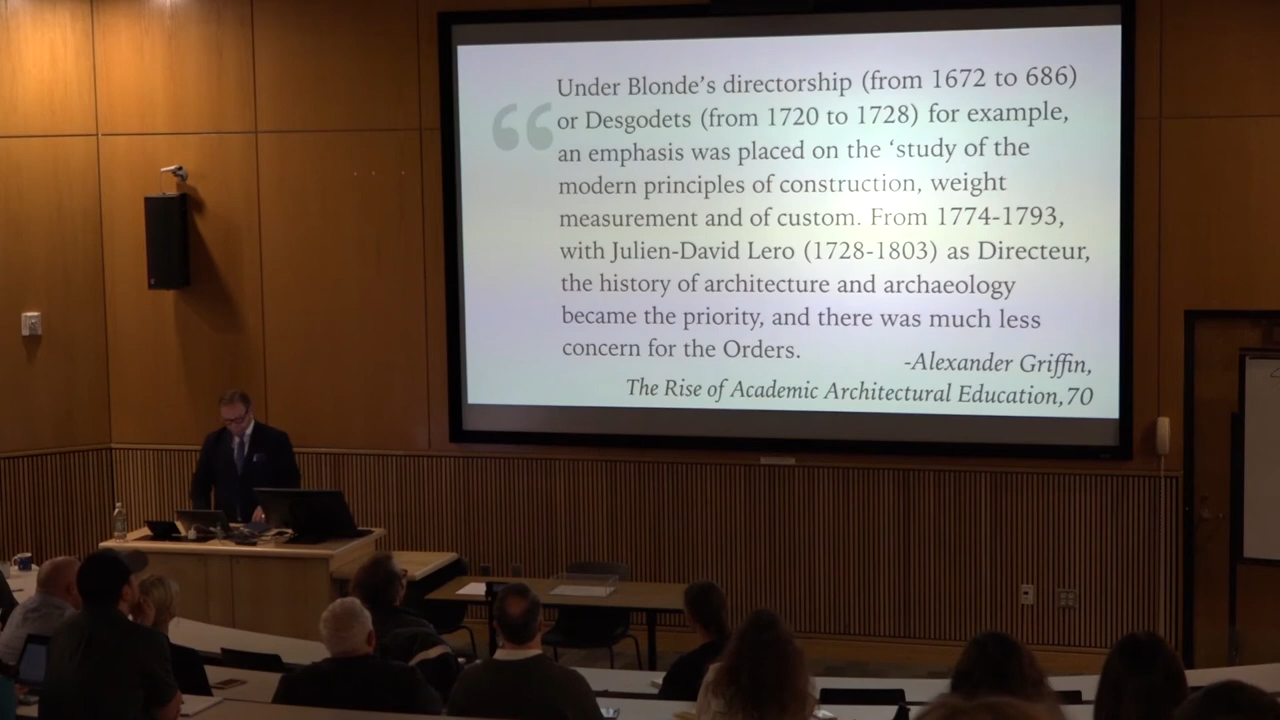 “
Under Blonde’s directorship (from 1672 to 686)
or Desgodets (from 1720 to 1728) for example,
an emphasis was placed on the ‘study of the
modern principles of construction, weight
measurement and of custom. From 1774-1793,
with Julien-David Lero (1728-1803) as Directeur,
the history of architecture and archaeology
became the priority, and there was much less
concern for the Orders.
-Alexander Griffin,
The Rise of Academic Architectural Education,70